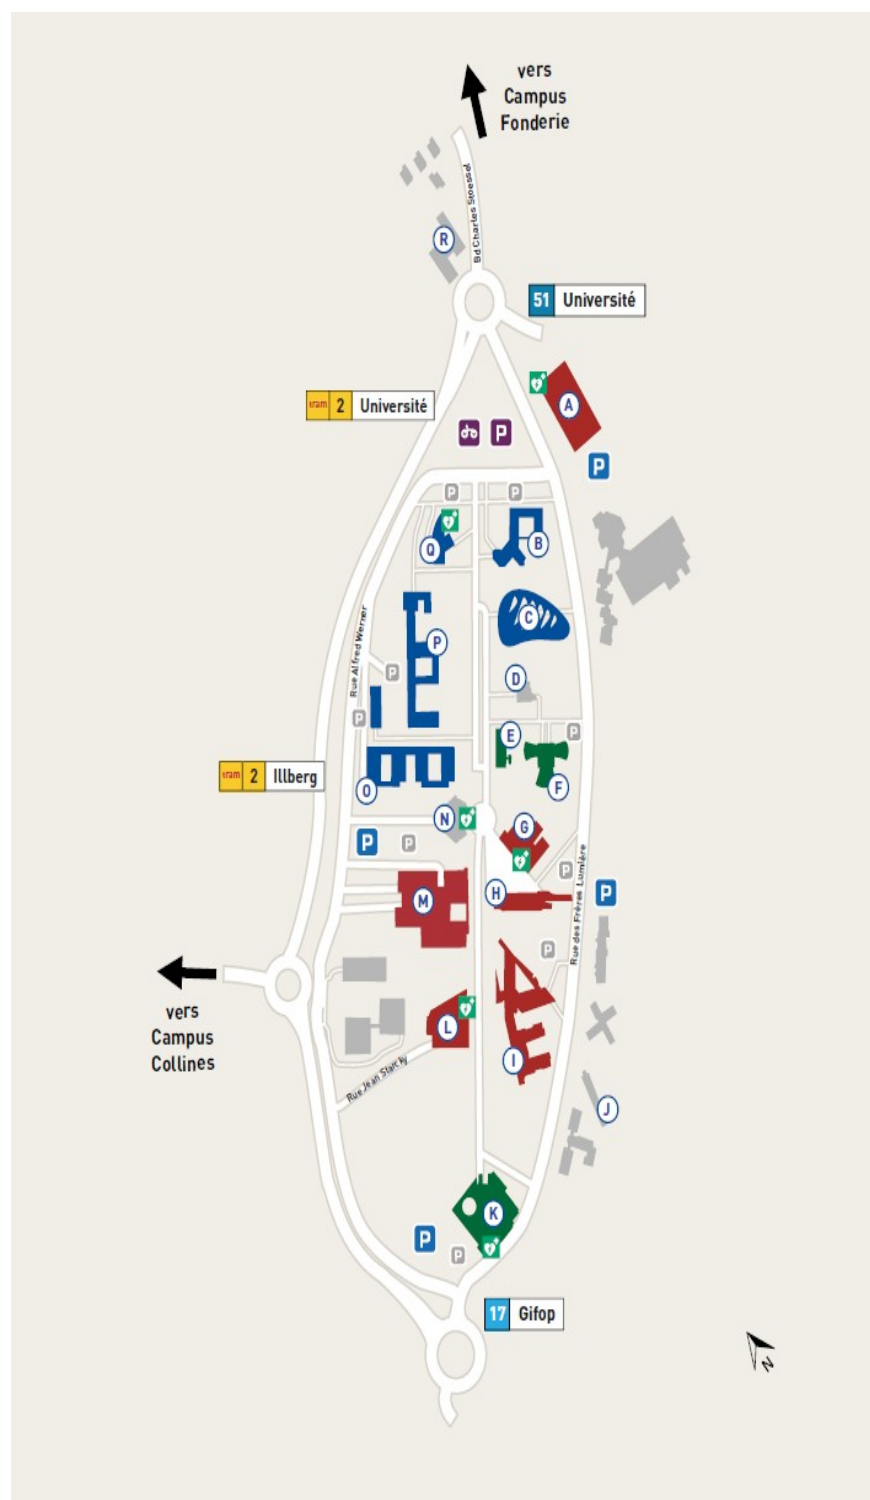 vers
Campus
Fonderie
Bd Charles Stoessel
R
51 Université
A
tram 2 Université
P
P
P
P
Q
B
C
Rue Alfred Werner
P
P
D
P
E
P
F
tram 2 Illberg
O
N
G
P
P
P
H
P
M
Rue des Frères Lumière
P
vers
Campus
Collines
L
I
Rue Jean Starcky
J
K
P
P
17 Gifop
N